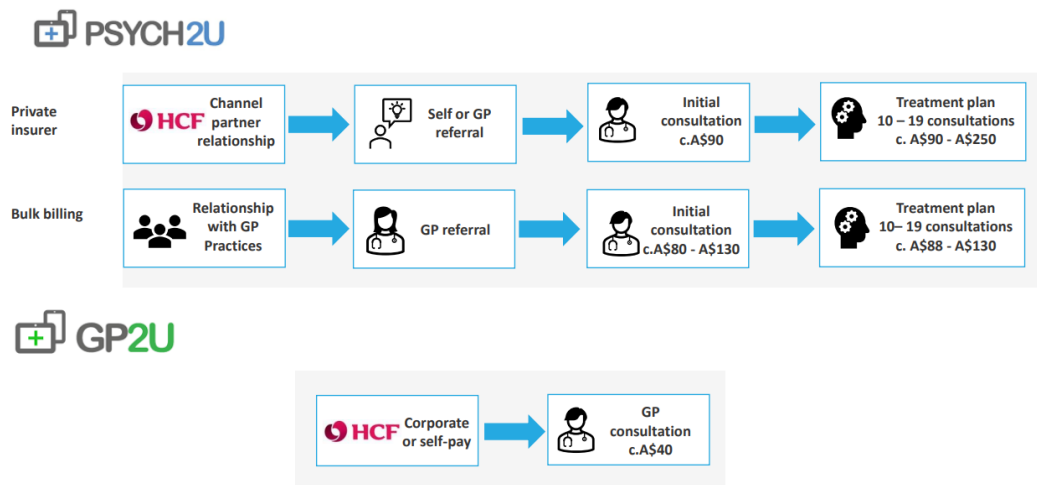 PSYCH2U
Private
insurer
HCF Channel
partner
relationship
Self or GP
referral
Initial
consultation
c.A$90
Treatment plan
10 – 19 consultations
c. A$90 - A$250
Bulk billing
Relationship
with GP
Practices
GP referral
Initial
consultation
c.A$80 - A$130
Treatment plan
10– 19 consultations
c. A$88 - A$130
GP2U
HCF Corporate
or self-pay
GP
consultation
c.A$40